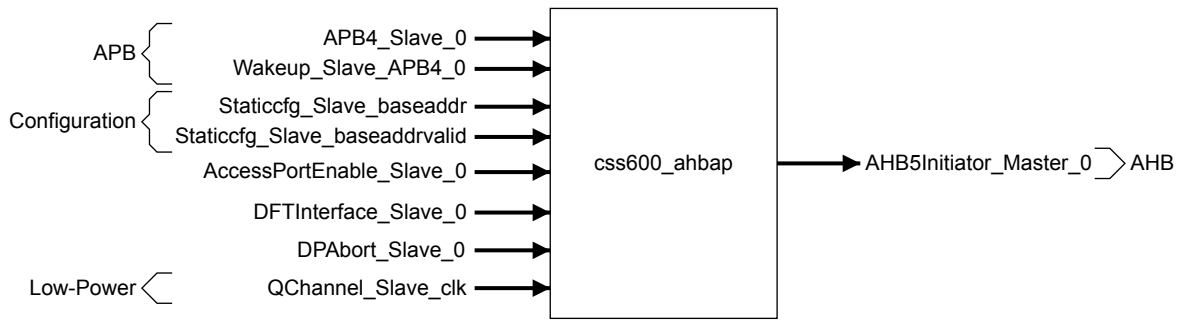 APB
APB4_Slave_0
Wakeup_Slave_APB4_0
Configuration
Staticcfg_Slave_baseaddr
Staticcfg_Slave_baseaddrvalid
AccessPortEnable_Slave_0
DFTInterface_Slave_0
DPAbort_Slave_0
Low-Power
QChannel_Slave_clk
css600_ahbap
AHB5Initiator_Master_0
AHB